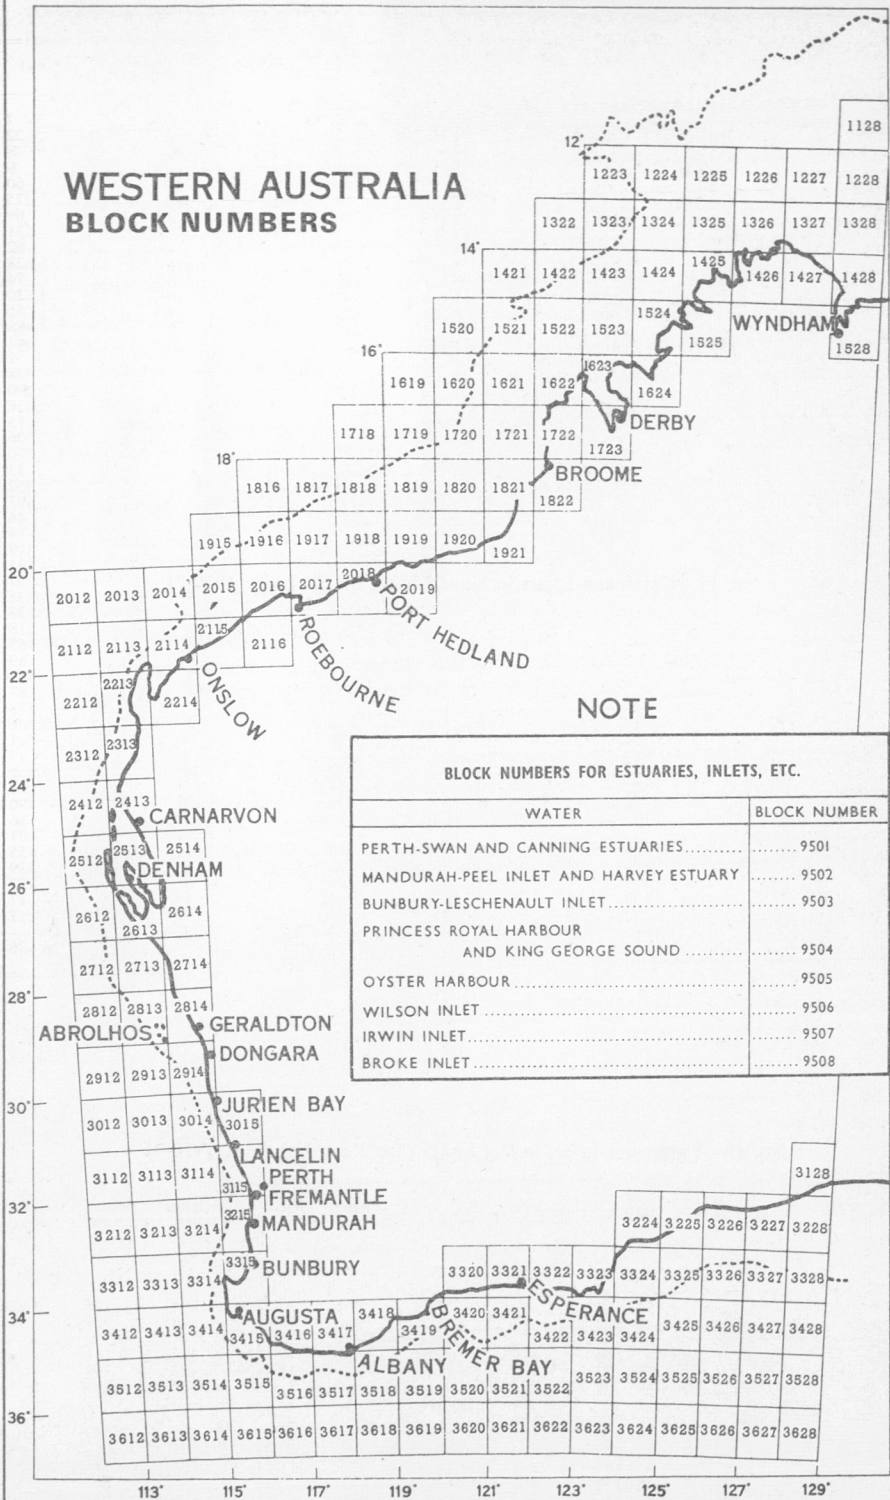 1128
12°
1223 1224 1225 1226 1227 1228
WESTERN AUSTRALIA
BLOCK NUMBERS
1322 1323 1324 1325 1326 1327 1328
14°
1421 1422 1423 1424 1425 1426 1427 1428
1520 1521 1522 1523 1524 1525 WYNDHAM 1528
16°
1619 1620 1621 1622 1623 1624
DERBY
1718 1719 1720 1721 1722 1723
18°
BROOME
1816 1817 1818 1819 1820 1821 1822
1915 1916 1917 1918 1919 1920 1921
20°
2012 2013 2014 2015 2016 2017 2018 2019
PORT HEDLAND
ROEBOURNE
2112 2113 2114 2115 2116
ONSLOW
22°
2212 2213 2214
NOTE
2312 2313
24°
2412 2413
CARNARVON
2512 2513 2514
DENHAM
26°
2612 2613 2614
2712 2713 2714
28°
2812 2813 2814
ABROLHOS
GERALDTON
DONGARA
2912 2913 2914
30°
JURIEN BAY
3012 3013 3014 3015
LANCELIN
3112 3113 3114 3115
PERTH
FREMANTLE
32°
MANDURAH
3212 3213 3214 3215
BUNBURY
3312 3313 3314 3315
34°
AUGUSTA
BLOCK NUMBERS FOR ESTUARIES, INLETS, ETC.
WATER BLOCK NUMBER
PERTH-SWAN AND CANNING ESTUARIES.................9501
MANDURAH-PEEL INLET AND HARVEY ESTUARY .......9502
BUNBURY-LESCHENAULT INLET.......................9503
PRINCESS ROYAL HARBOUR
AND KING GEORGE SOUND ..................9504
OYSTER HARBOUR..............................9505
WILSON INLET................................9506
IRWIN INLET.................................9507
BROKE INLET.................................9508
3128
3224 3225 3226 3227 3228
3320 3321 3322 3323 3324 3325 3326 3327 3328
ESPERANCE
BREMER BAY
ALBANY
3412 3413 3414 3415 3416 3417 3418 3419 3420 3421 3422 3423 3424 3425 3426 3427 3428
3512 3513 3514 3515 3516 3517 3518 3519 3520 3521 3522 3523 3524 3525 3526 3527 3528
36°
3612 3613 3614 3615 3616 3617 3618 3619 3620 3621 3622 3623 3624 3625 3626 3627 3628
113° 115° 117° 119° 121° 123° 125° 127° 129°